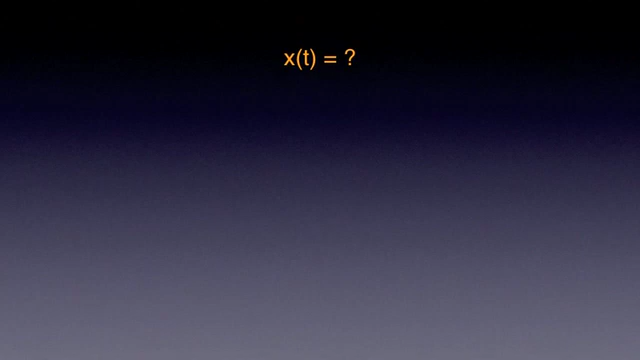 x(t) = ?